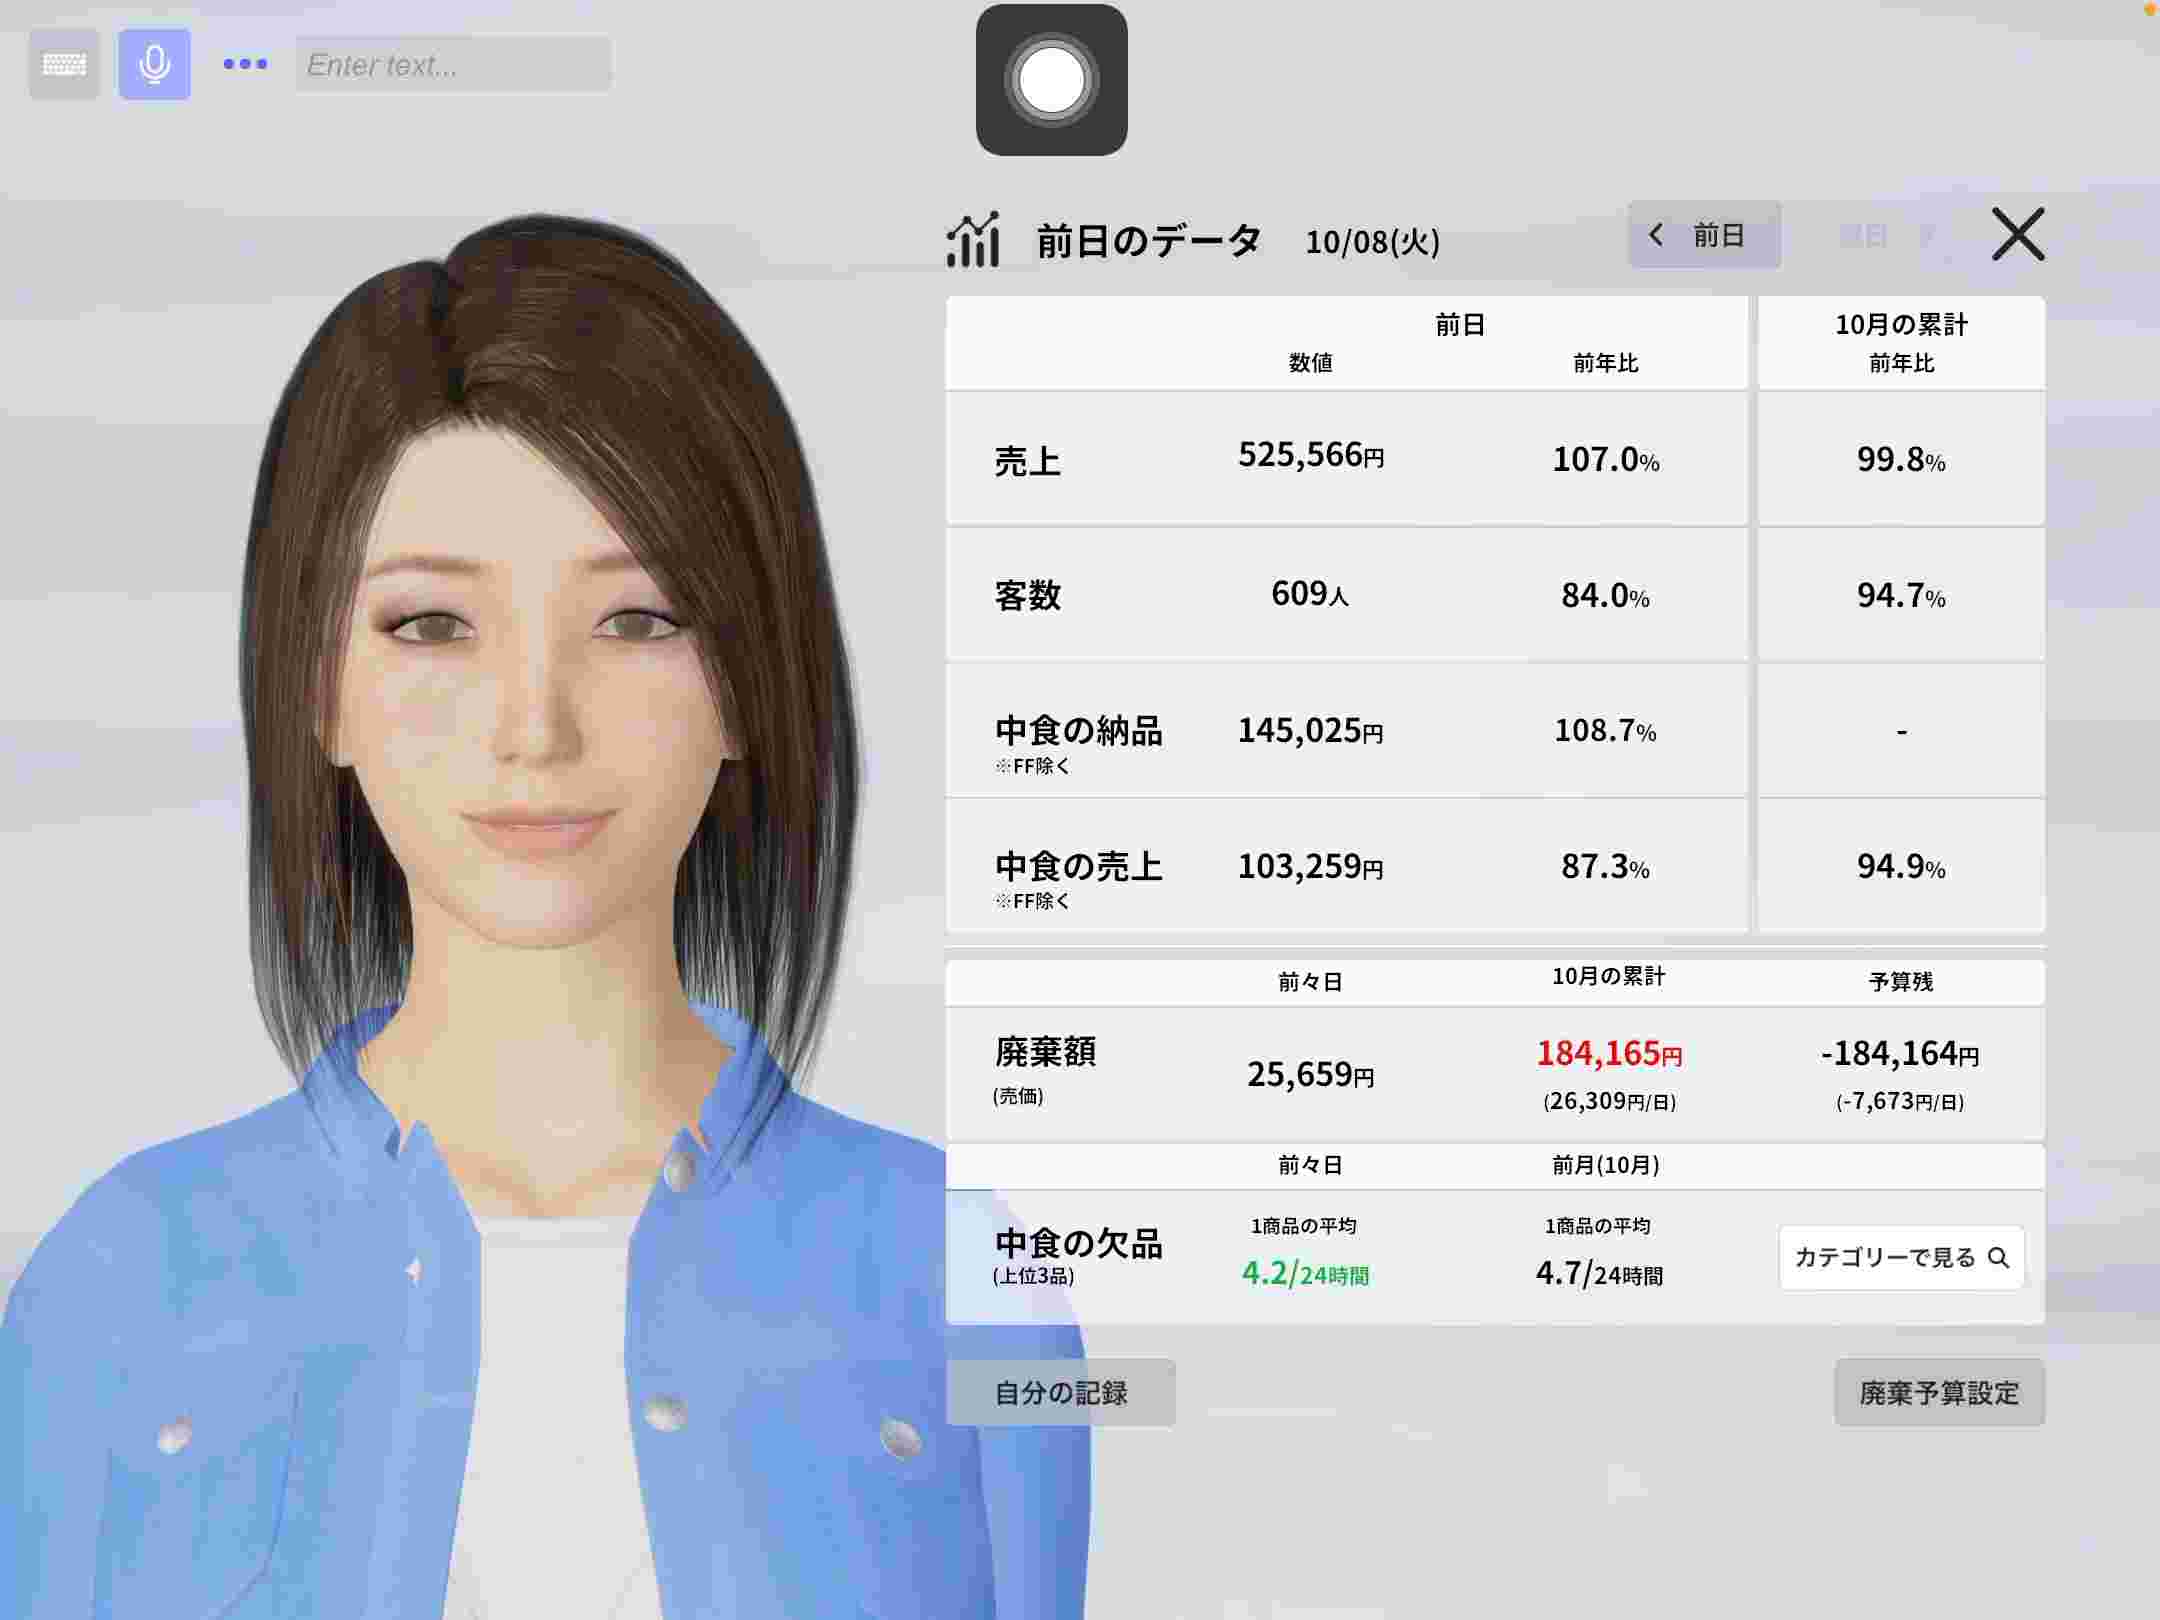 Enter text...
前日のデータ 10/08(火)
前日
翌日
前日 10月の累計
数値 前年比 前年比
売上 525,566円 107.0% 99.8%
客数 609人 84.0% 94.7%
中食の納品 145,025円 108.7% -
※FF除く
中食の売上 103,259円 87.3% 94.9%
※FF除く
前々日 10月の累計 予算残
廃棄額 25,659円 184,165円 -184,164円
(売価) (26,309円/日) (-7,673円/日)
前々日 前月(10月)
1商品の平均 1商品の平均
中食の欠品 4.2/24時間 4.7/24時間 カテゴリーで見る
(上位3品)
自分の記録 廃棄予算設定